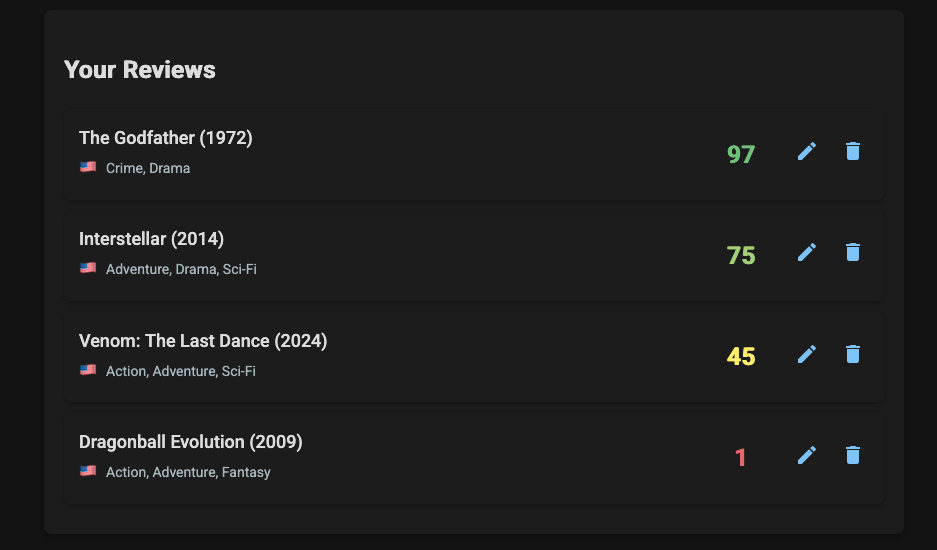 Your Reviews
The Godfather (1972)
Crime, Drama
97
Interstellar (2014)
Adventure, Drama, Sci-Fi
75
Venom: The Last Dance (2024)
Action, Adventure, Sci-Fi
45
Dragonball Evolution (2009)
Action, Adventure, Fantasy
1